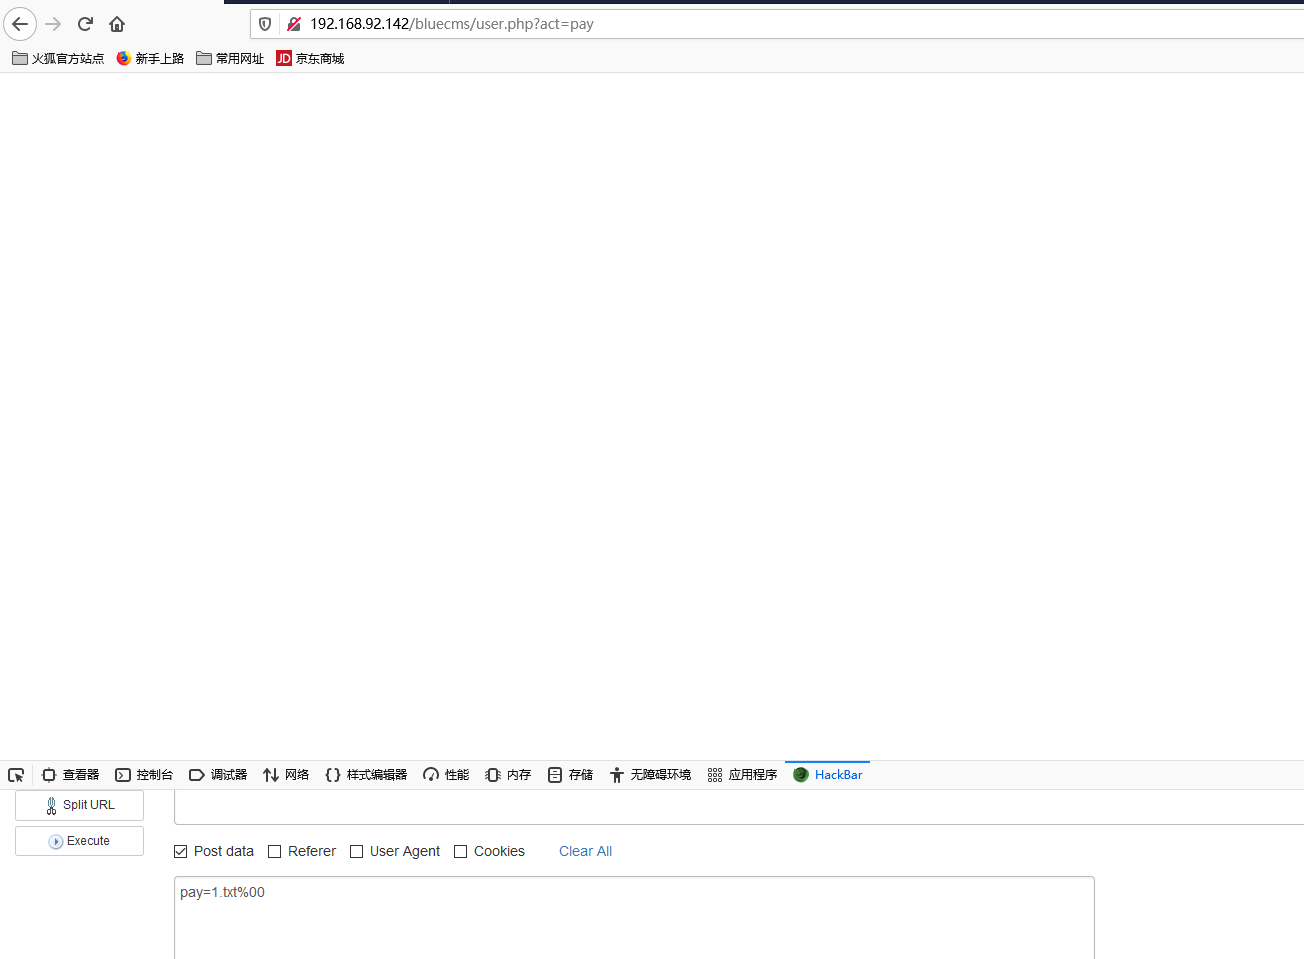 192.168.92.142/bluecms/user.php?act=pay
火狐官方站点 新手上路 常用网址 JD 京东商城
查看器 控制台 调试器 网络 样式编辑器 性能 内存 存储 无障碍环境 应用程序 HackBar
Split URL
Execute
Post data Referer User Agent Cookies Clear All
pay=1.txt%00